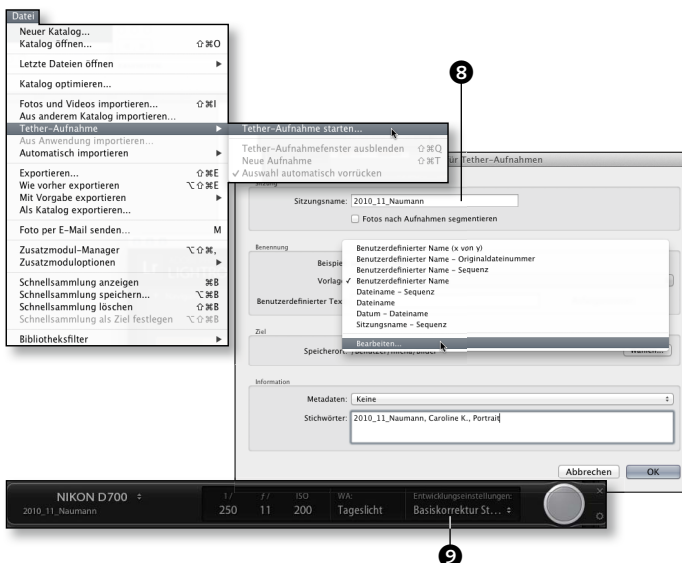 Datei
Neuer Katalog...
Katalog öffnen... ⇧⌘O
Letzte Dateien öffnen ▶
Katalog optimieren...
Fotos und Videos importieren... ⇧⌘I
Aus anderem Katalog importieren...
Tether-Aufnahme ▶
Aus Anwendung importieren...
Automatisch importieren ▶
Exportieren... ⇧⌘E
Wie vorher exportieren ⌥⇧⌘E
Mit Vorgabe exportieren ▶
Als Katalog exportieren...
Foto per E-Mail senden... M
Zusatzmodul-Manager ⌥⇧⌘,
Zusatzmoduloptionen ▶
Schnellsammlung anzeigen ⌘B
Schnellsammlung speichern... ⌥⌘B
Schnellsammlung löschen ⇧⌘B
Schnellsammlung als Ziel festlegen ⌥⇧⌘B
Bibliotheksfilter ▶
Tether-Aufnahme starten...
Tether-Aufnahmefenster ausblenden ⇧⌘Q
Neue Aufnahme ⇧⌘T
✓ Auswahl automatisch vorrücken
8
für Tether-Aufnahmen
Sitzung
Sitzungsname: 2010_11_Naumann
Fotos nach Aufnahmen segmentieren
Benennung
Beispie
Vorlag
Benutzerdefinierter Tex
Benutzerdefinierter Name (x von y)
Benutzerdefinierter Name – Originaldateinummer
Benutzerdefinierter Name – Sequenz
✓ Benutzerdefinierter Name
Dateiname – Sequenz
Dateiname
Datum – Dateiname
Sitzungsname – Sequenz
Bearbeiten...
Ziel
Speicherort:
Information
Metadaten: Keine
Stichwörter: 2010_11_Naumann, Caroline K., Portrait
Abbrechen OK
NIKON D700 1/ ƒ/ ISO WA: Entwicklungseinstellungen:
2010_11_Naumann 250 11 200 Tageslicht Basiskorrektur St...
9